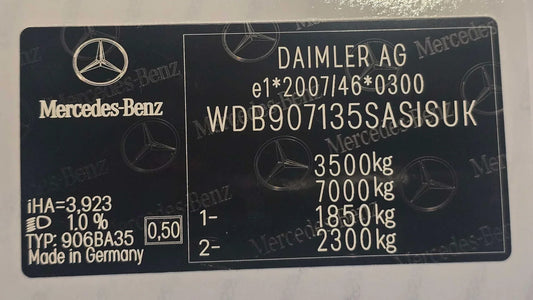 Mercedes-Benz
DAIMLER AG
e1*2007/46*0300
WDB907135SASISUK
3500kg
7000kg
1- 1850kg
2- 2300kg
iHA=3,923
1.0 %
TYP: 906BA35
0,50
Made in Germany